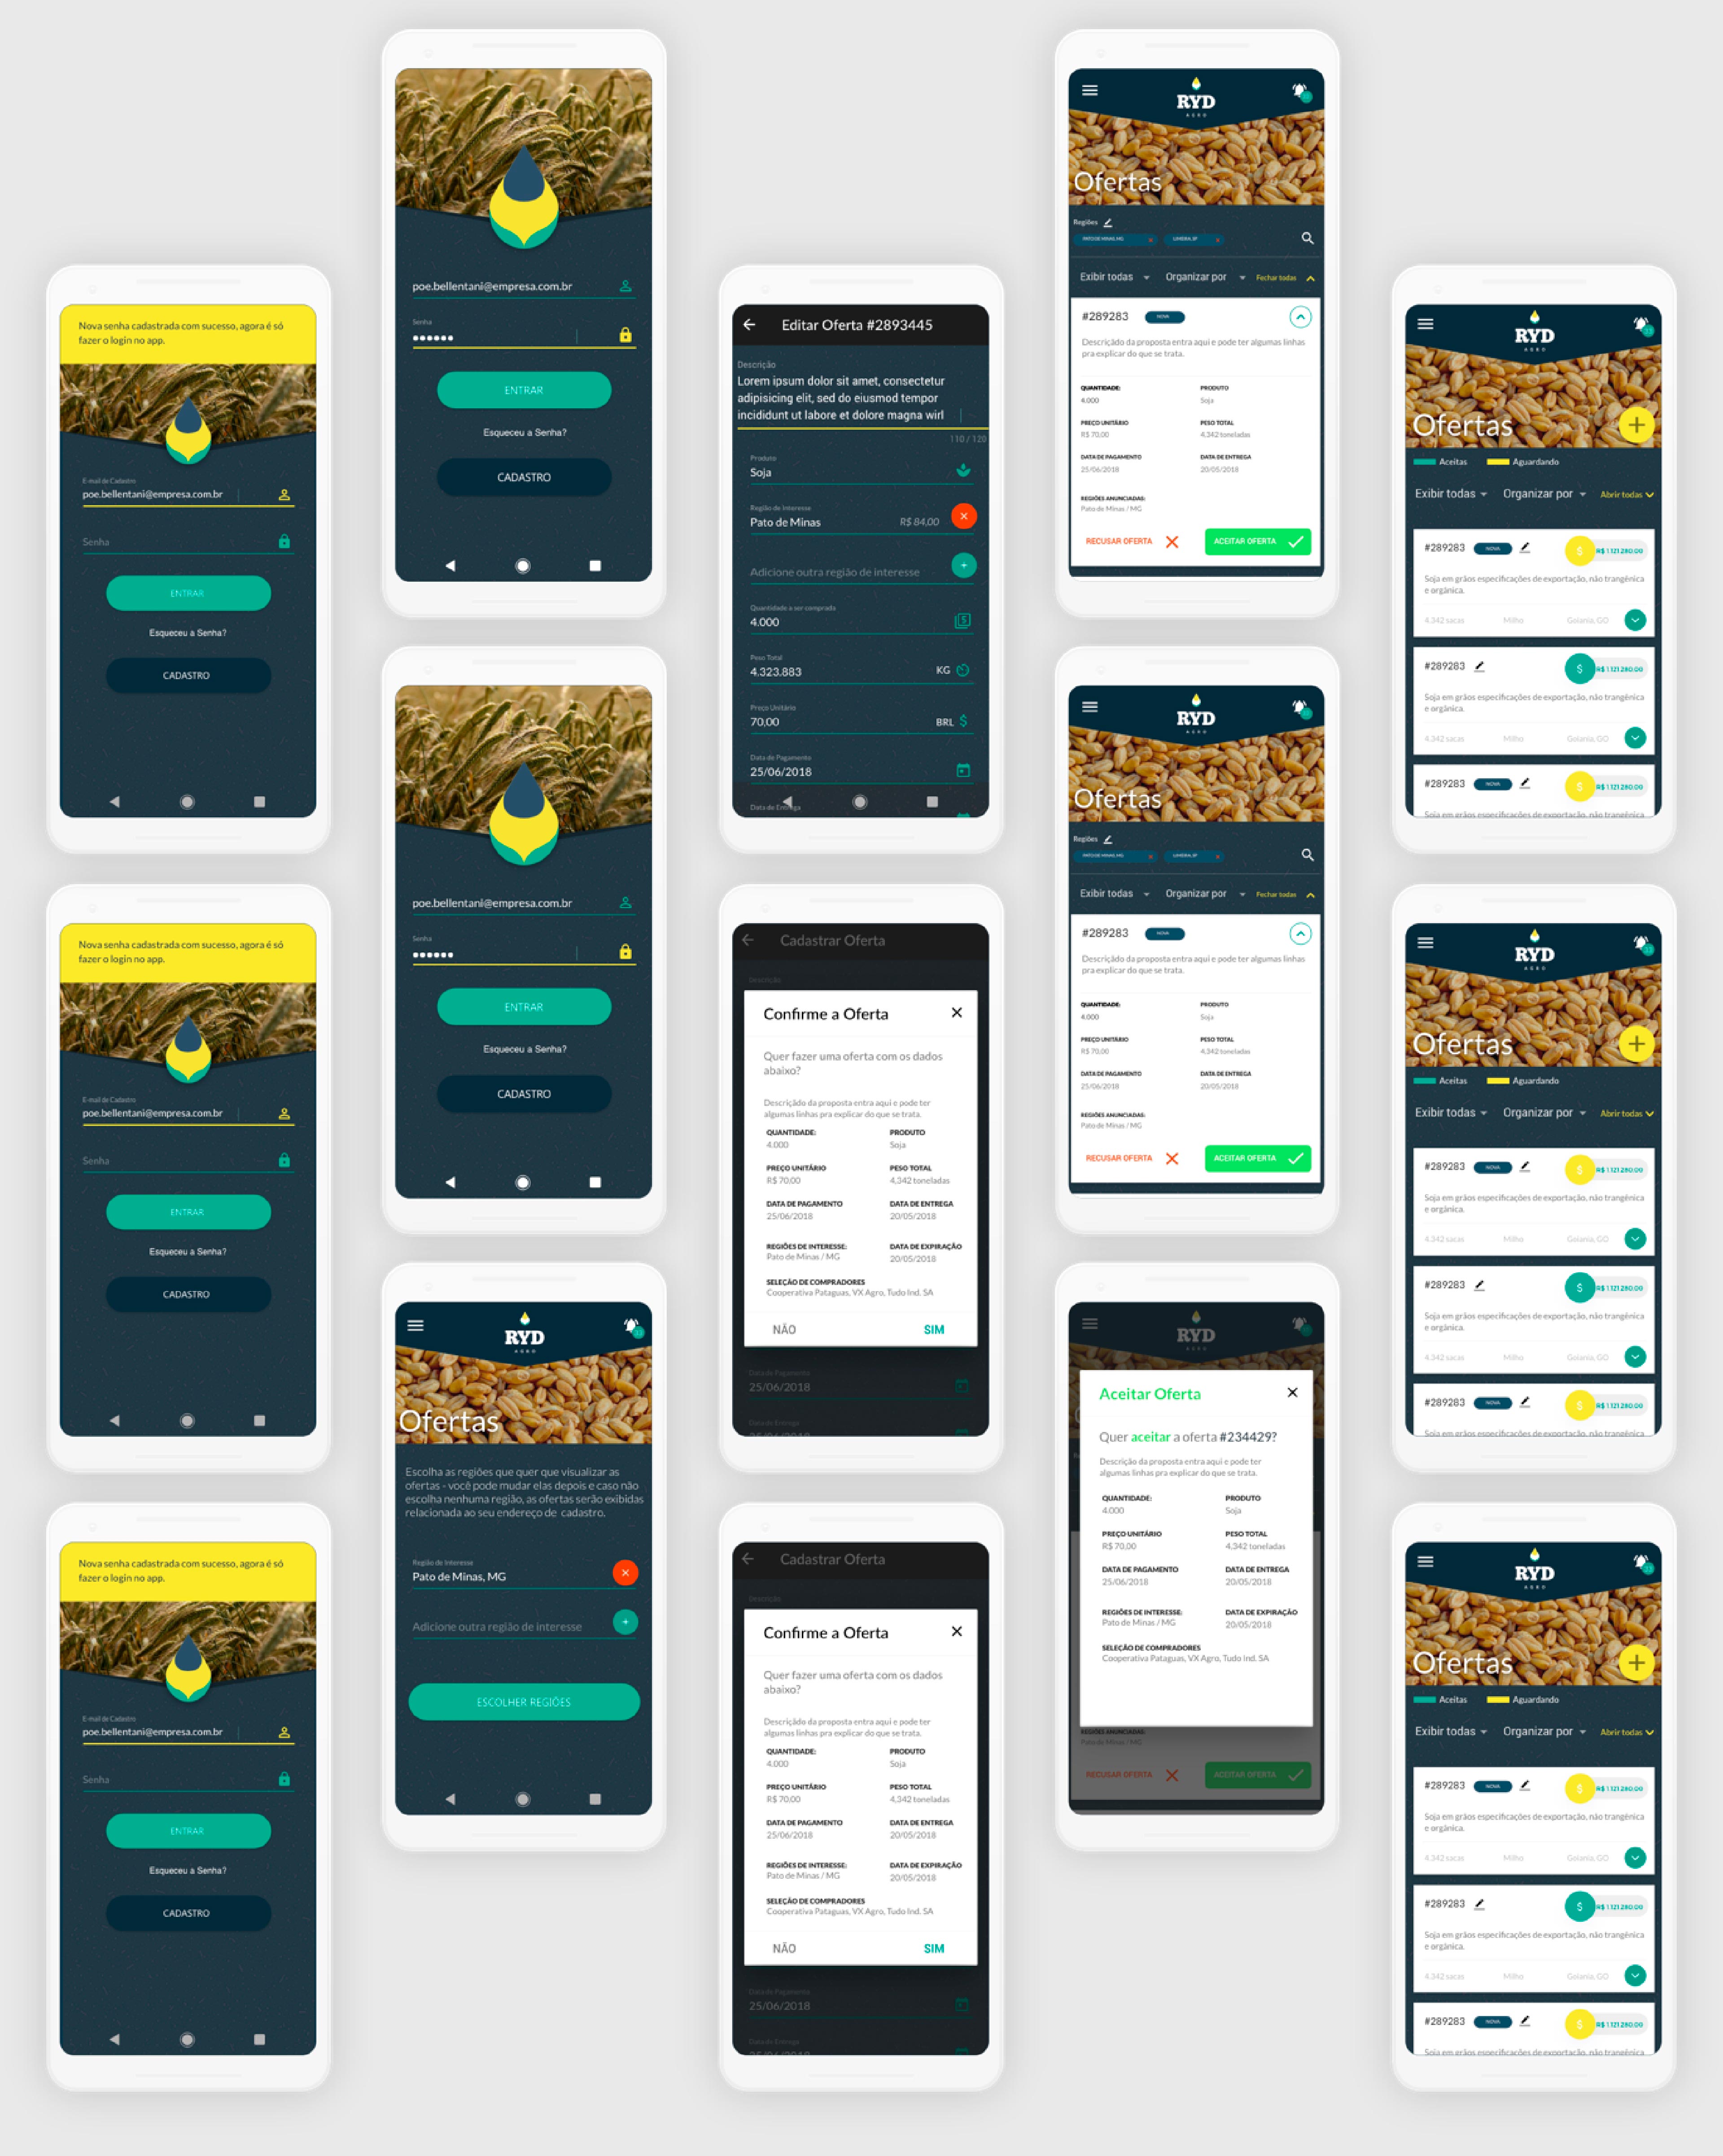 Nova senha cadastrada com sucesso, agora é só
fazer o login no app.
E-mail de Cadastro
poe.bellentani@empresa.com.br
Senha
ENTRAR
Esqueceu a Senha?
CADASTRO
Nova senha cadastrada com sucesso, agora é só
fazer o login no app.
E-mail de Cadastro
poe.bellentani@empresa.com.br
Senha
ENTRAR
Esqueceu a Senha?
CADASTRO
Nova senha cadastrada com sucesso, agora é só
fazer o login no app.
E-mail de Cadastro
poe.bellentani@empresa.com.br
Senha
ENTRAR
Esqueceu a Senha?
CADASTRO
poe.bellentani@empresa.com.br
Senha
••••••
ENTRAR
Esqueceu a Senha?
CADASTRO
poe.bellentani@empresa.com.br
Senha
••••••
ENTRAR
Esqueceu a Senha?
CADASTRO
RYD
AGRO
Ofertas
Escolha as regiões que quer que visualizar as
ofertas - você pode mudar elas depois e caso não
escolha nenhuma região, as ofertas serão exibidas
relacionada ao seu endereço de cadastro.
Região de Interesse
Pato de Minas, MG
Adicione outra região de interesse
ESCOLHER REGIÕES
Editar Oferta #2893445
Descrição
Lorem ipsum dolor sit amet, consectetur
adipisicing elit, sed do eiusmod tempor
incididunt ut labore et dolore magna wirl
110 / 120
Produto
Soja
Região de Interesse
Pato de Minas R$ 84,00
Adicione outra região de interesse
Quantidade a ser comprada
4.000
Peso Total
4.323.883 KG
Preço Unitário
70,00 BRL $
Data de Pagamento
25/06/2018
Data de Entrega
Cadastrar Oferta
Descrição
Confirme a Oferta
Quer fazer uma oferta com os dados
abaixo?
Descrição da proposta entra aqui e pode ter
algumas linhas pra explicar do que se trata.
QUANTIDADE: PRODUTO
4.000 Soja
PREÇO UNITÁRIO PESO TOTAL
R$ 70,00 4,342 toneladas
DATA DE PAGAMENTO DATA DE ENTREGA
25/06/2018 20/05/2018
REGIÕES DE INTERESSE: DATA DE EXPIRAÇÃO
Pato de Minas / MG 20/05/2018
SELEÇÃO DE COMPRADORES
Cooperativa Pataguas, VX Agro, Tudo Ind. SA
NÃO SIM
Data de Pagamento
25/06/2018
Data de Entrega
25/06/2018
Cadastrar Oferta
Descrição
Confirme a Oferta
Quer fazer uma oferta com os dados
abaixo?
Descrição da proposta entra aqui e pode ter
algumas linhas pra explicar do que se trata.
QUANTIDADE: PRODUTO
4.000 Soja
PREÇO UNITÁRIO PESO TOTAL
R$ 70,00 4,342 toneladas
DATA DE PAGAMENTO DATA DE ENTREGA
25/06/2018 20/05/2018
REGIÕES DE INTERESSE: DATA DE EXPIRAÇÃO
Pato de Minas / MG 20/05/2018
SELEÇÃO DE COMPRADORES
Cooperativa Pataguas, VX Agro, Tudo Ind. SA
NÃO SIM
Data de Pagamento
25/06/2018
Data de Entrega
25/06/2018
RYD
AGRO
Ofertas
Regiões
PATO DE MINAS, MG LIMEIRA, SP
Exibir todas Organizar por Fechar todas
#289283 NOVA
Descrição da proposta entra aqui e pode ter algumas linhas
pra explicar do que se trata.
QUANTIDADE: PRODUTO
4.000 Soja
PREÇO UNITÁRIO PESO TOTAL
R$ 70,00 4,342 toneladas
DATA DE PAGAMENTO DATA DE ENTREGA
25/06/2018 20/05/2018
REGIÕES ANUNCIADAS:
Pato de Minas / MG
RECUSAR OFERTA ACEITAR OFERTA
RYD
AGRO
Ofertas
Regiões
PATO DE MINAS, MG LIMEIRA, SP
Exibir todas Organizar por Fechar todas
#289283 NOVA
Descrição da proposta entra aqui e pode ter algumas linhas
pra explicar do que se trata.
QUANTIDADE: PRODUTO
4.000 Soja
PREÇO UNITÁRIO PESO TOTAL
R$ 70,00 4,342 toneladas
DATA DE PAGAMENTO DATA DE ENTREGA
25/06/2018 20/05/2018
REGIÕES ANUNCIADAS:
Pato de Minas / MG
RECUSAR OFERTA ACEITAR OFERTA
RYD
AGRO
Aceitar Oferta
Quer aceitar a oferta #234429?
Descrição da proposta entra aqui e pode ter
algumas linhas pra explicar do que se trata.
QUANTIDADE: PRODUTO
4.000 Soja
PREÇO UNITÁRIO PESO TOTAL
R$ 70,00 4,342 toneladas
DATA DE PAGAMENTO DATA DE ENTREGA
25/06/2018 20/05/2018
REGIÕES DE INTERESSE: DATA DE EXPIRAÇÃO
Pato de Minas / MG 20/05/2018
SELEÇÃO DE COMPRADORES
Cooperativa Pataguas, VX Agro, Tudo Ind. SA
REGIÕES ANUNCIADAS:
Pato de Minas / MG
RECUSAR OFERTA ACEITAR OFERTA
RYD
AGRO
Ofertas
Aceitas Aguardando
Exibir todas Organizar por Abrir todas
#289283 NOVA $ R$ 1.121.280.00
Soja em grãos especificações de exportação, não trangênica
e orgânica.
4.342 sacas Milho Goiania, GO
#289283 $ R$ 1.121.280.00
Soja em grãos especificações de exportação, não trangênica
e orgânica.
4.342 sacas Milho Goiania, GO
#289283 NOVA $ R$ 1.121.280.00
Soja em grãos especificações de exportação, não trangênica
RYD
AGRO
Ofertas
Aceitas Aguardando
Exibir todas Organizar por Abrir todas
#289283 NOVA $ R$ 1.121.280.00
Soja em grãos especificações de exportação, não trangênica
e orgânica.
4.342 sacas Milho Goiania, GO
#289283 $ R$ 1.121.280.00
Soja em grãos especificações de exportação, não trangênica
e orgânica.
4.342 sacas Milho Goiania, GO
#289283 NOVA $ R$ 1.121.280.00
Soja em grãos especificações de exportação, não trangênica
RYD
AGRO
Ofertas
Aceitas Aguardando
Exibir todas Organizar por Abrir todas
#289283 NOVA $ R$ 1.121.280.00
Soja em grãos especificações de exportação, não trangênica
e orgânica.
4.342 sacas Milho Goiania, GO
#289283 $ R$ 1.121.280.00
Soja em grãos especificações de exportação, não trangênica
e orgânica.
4.342 sacas Milho Goiania, GO
#289283 NOVA $ R$ 1.121.280.00
Soja em grãos especificações de exportação, não trangênica